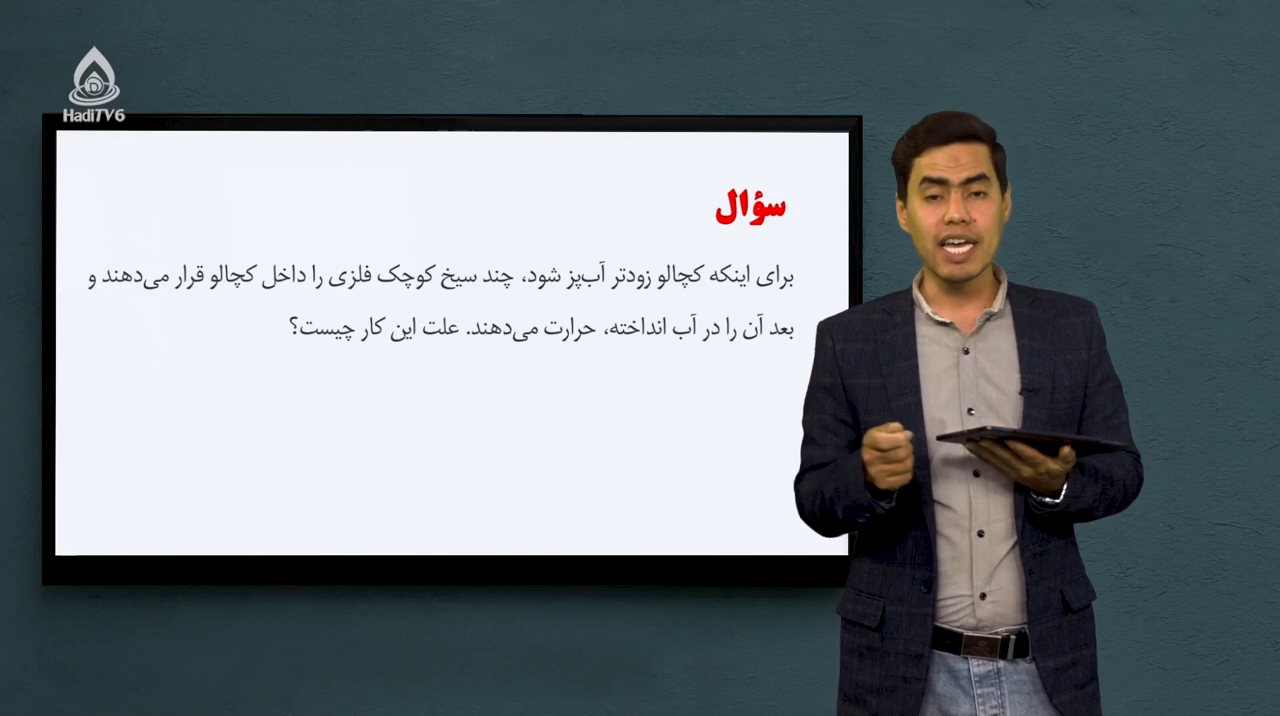 HadiTV6
سؤال
برای اینکه کچالو زودتر آب‌پز شود، چند سیخ کوچک فلزی را داخل کچالو قرار می‌دهند و
بعد آن را در آب انداخته، حرارت می‌دهند. علت این کار چیست؟